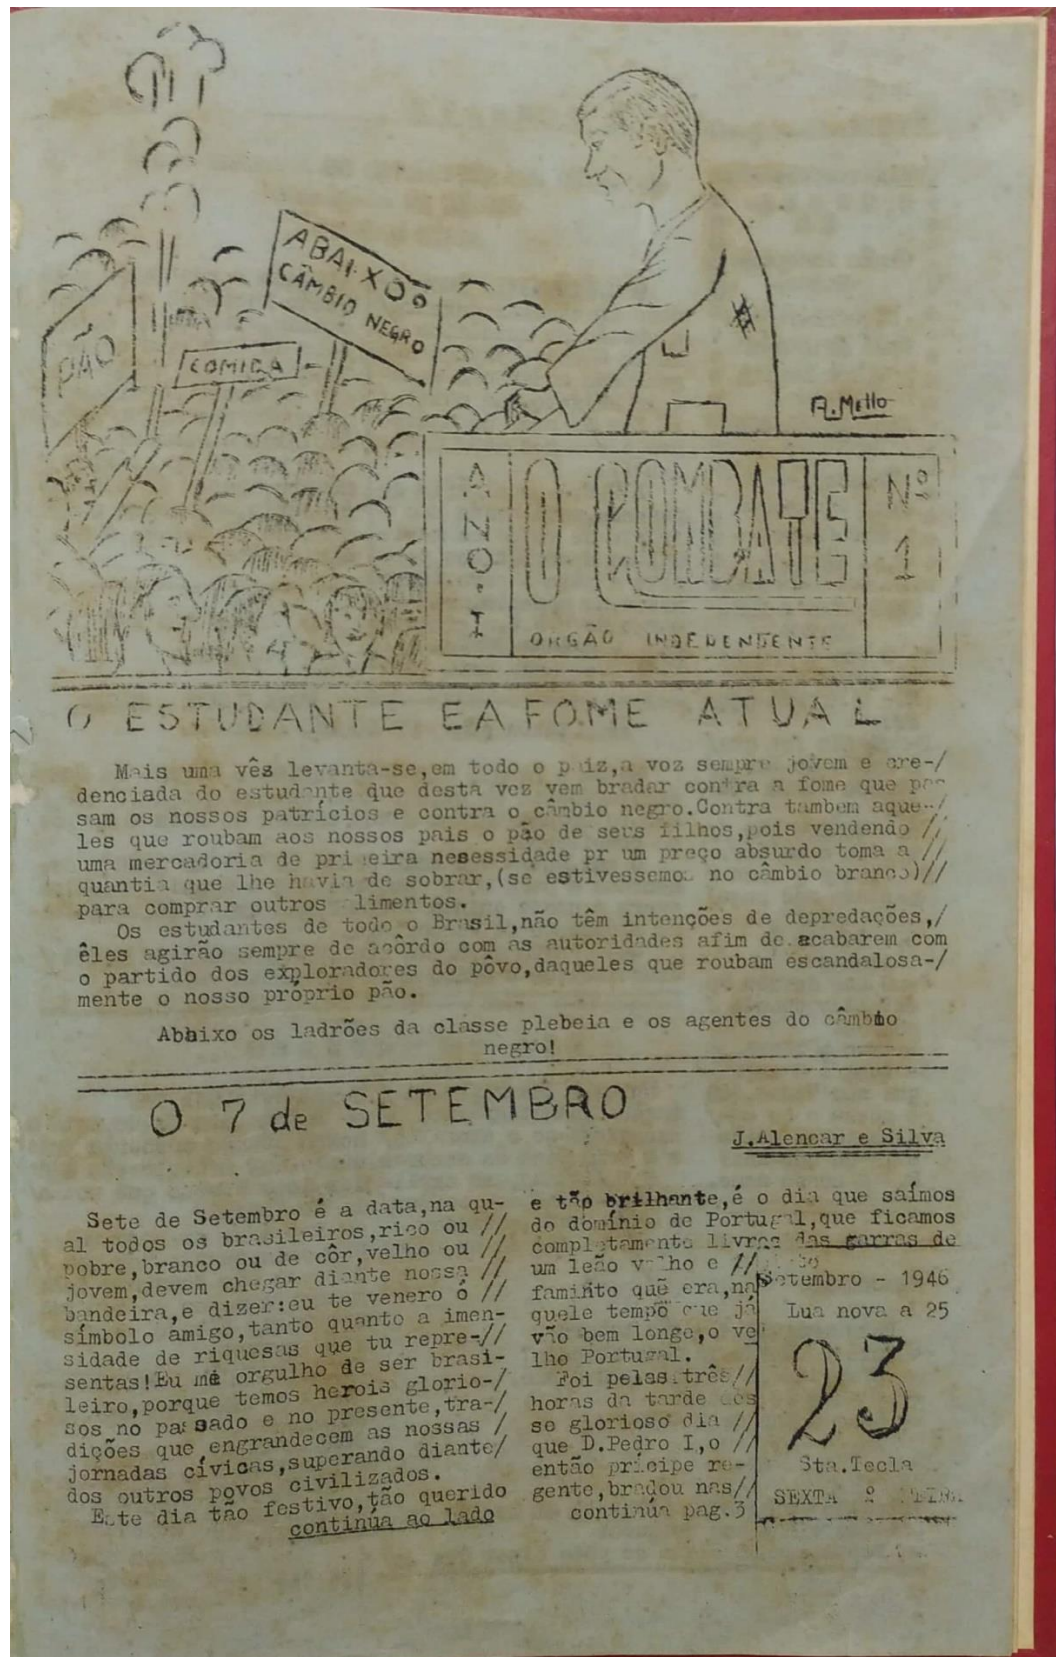 ABAIXO O
CÂMBIO NEGRO
PÃO
COMIDA
A.Mello
ANO.I
O COMBATE
Nº
1
ORGÃO INDEPENDENTE
O ESTUDANTE E A FOME ATUAL
Mais uma vês levanta-se,em todo o paiz,a voz sempre jovem e cre-/
denciada do estudante que desta vez vem bradar contra a fome que pas
sam os nossos patrícios e contra o câmbio negro.Contra tambem aque-/
les que roubam aos nossos pais o pão de seus filhos,pois vendendo //
uma mercadoria de primeira nesessidade pr um preço absurdo toma a //
quantia que lhe havia de sobrar,(se estivessemos no câmbio branco)//
para comprar outros limentos.
Os estudantes de todo o Brasil,não têm intenções de depredações,/
êles agirão sempre de acôrdo com as autoridades afim de acabarem com
o partido dos exploradores do pôvo,daqueles que roubam escandalosa-/
mente o nosso próprio pão.
Abaixo os ladrões da classe plebeia e os agentes do câmbio
negro!
O 7 de SETEMBRO
J.Alencar e Silva
Sete de Setembro é a data,na qu-
al todos os brasileiros,rico ou //
pobre,branco ou de côr,velho ou //
jovem,devem chegar diante nossa //
bandeira,e dizer:eu te venero ó //
símbolo amigo,tanto quanto a imen-
sidade de riquesas que tu repre-//
sentas!Eu me orgulho de ser brasi-
leiro,porque temos herois glorio-/
sos no passado e no presente,tra-/
dições que engrandecem as nossas /
jornadas cívicas,superando diante/
dos outros povos civilizados.
Este dia tão festivo,tão querido
continúa ao lado
e tão brilhante,é o dia que saímos
do domínio de Portugal,que ficamos
completamente livres das garras de
um leão velho e //
faminto que era,na
quele tempo que já
vão bem longe,o ve
lho Portugal.
Foi pelas três//
horas da tarde des
se glorioso dia //
que D.Pedro I,o //
então prícipe re-
gente,bradou nas//
continúa pag.3
Setembro - 1946
Lua nova a 25
23
Sta.Tecla
SEXTA